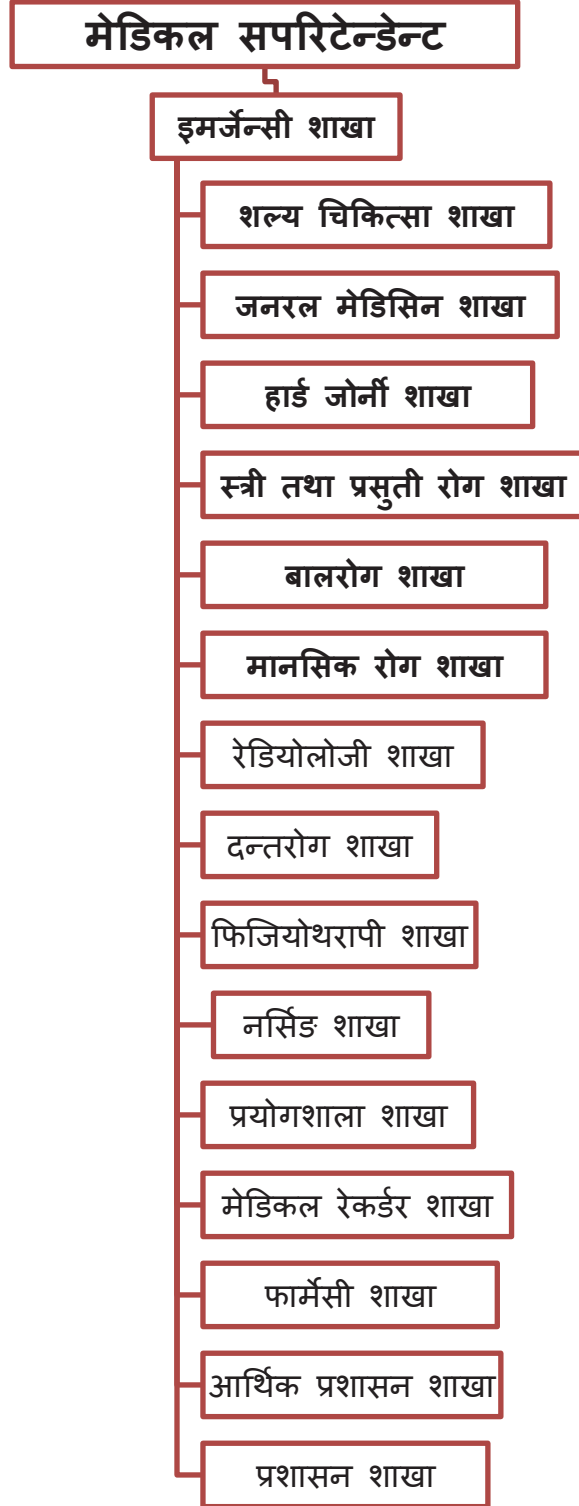 मेडिकल सपरिटेन्डेन्ट
इमर्जेन्सी शाखा
शल्य चिकित्सा शाखा
जनरल मेडिसिन शाखा
हार्ड जोर्नी शाखा
स्त्री तथा प्रसुती रोग शाखा
बालरोग शाखा
मानसिक रोग शाखा
रेडियोलोजी शाखा
दन्तरोग शाखा
फिजियोथरापी शाखा
नर्सिङ शाखा
प्रयोगशाला शाखा
मेडिकल रेकर्डर शाखा
फार्मेसी शाखा
आर्थिक प्रशासन शाखा
प्रशासन शाखा